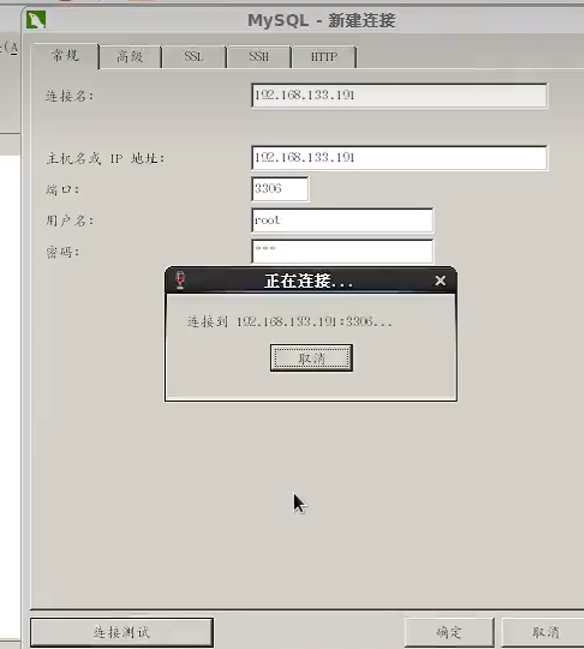 MySQL - 新建连接
常规 高级 SSL SSH HTTP
连接名: 192.168.133.191
主机名或 IP 地址: 192.168.133.191
端口: 3306
用户名: root
密码: ***
正在连接...
连接到 192.168.133.191:3306...
取消
连接测试 确定 取消